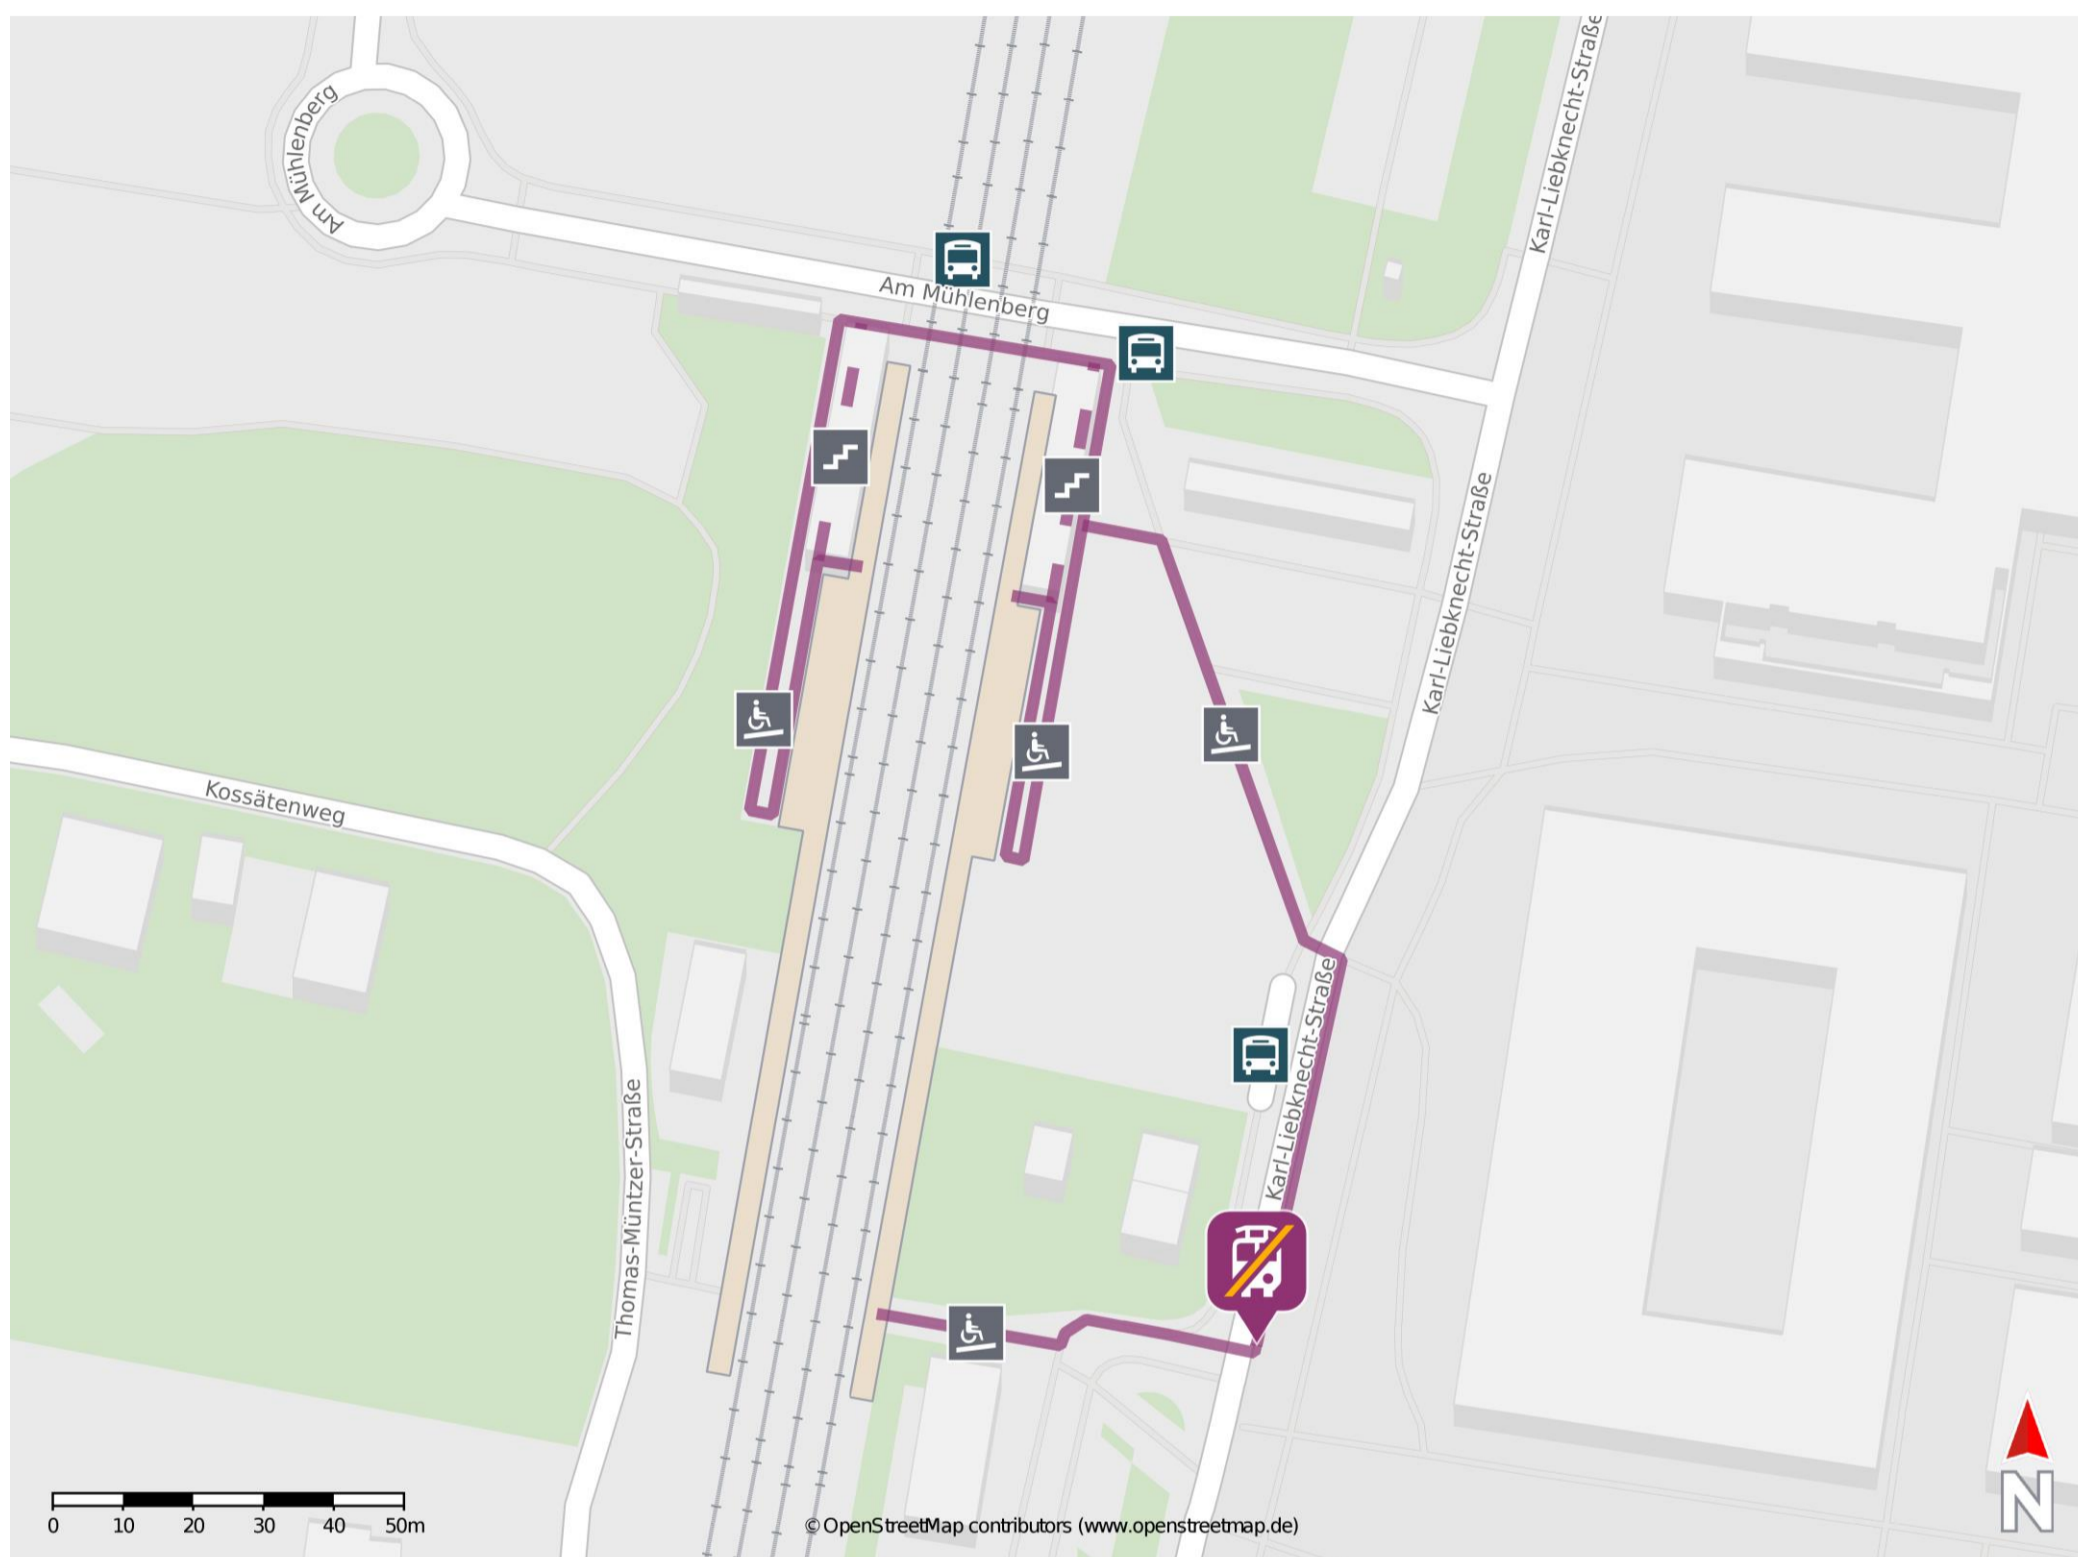 Karl-Liebknecht-Straße
Am Mühlenberg
Am Mühlenberg
Karl-Liebknecht-Straße
Kossätenweg
Karl-Liebknecht-Straße
Thomas-Müntzer-Straße
0 10 20 30 40 50m
© OpenStreetMap contributors (www.openstreetmap.de)
N